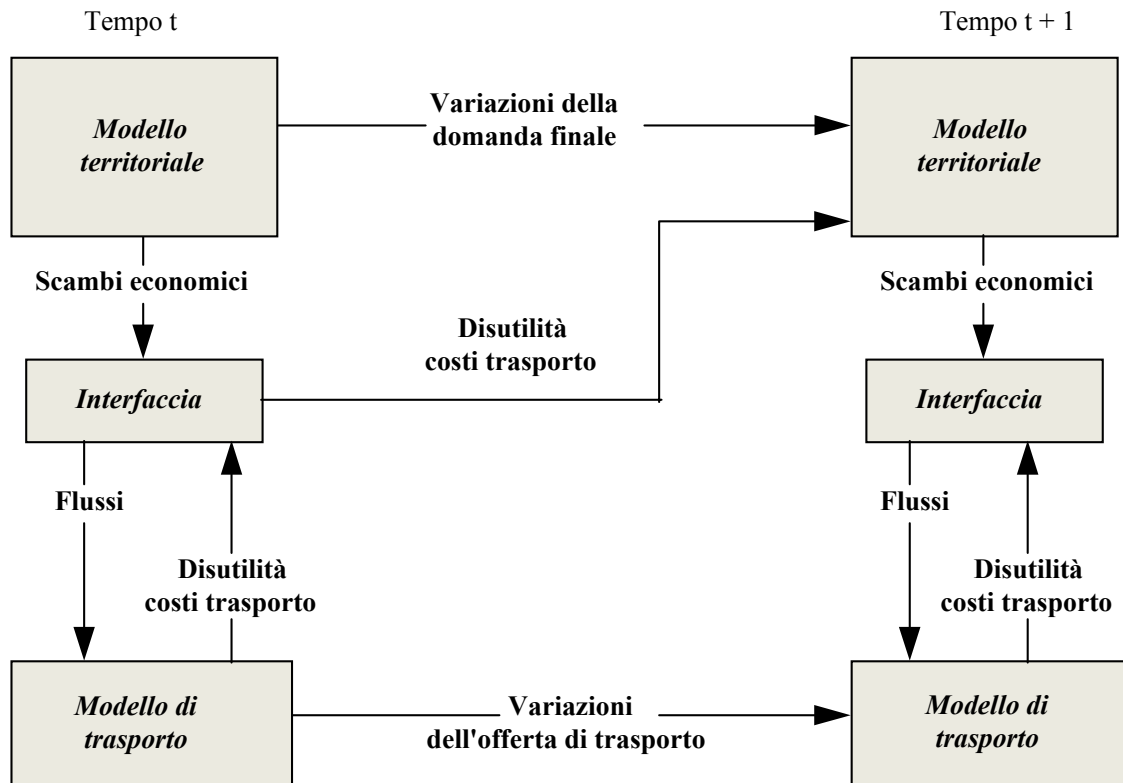 Tempo t
Tempo t + 1
Modello
territoriale
Variazioni della
domanda finale
Modello
territoriale
Scambi economici
Scambi economici
Disutilità
costi trasporto
Interfaccia
Interfaccia
Flussi
Flussi
Disutilità
costi trasporto
Disutilità
costi trasporto
Modello di
trasporto
Variazioni
dell'offerta di trasporto
Modello di
trasporto